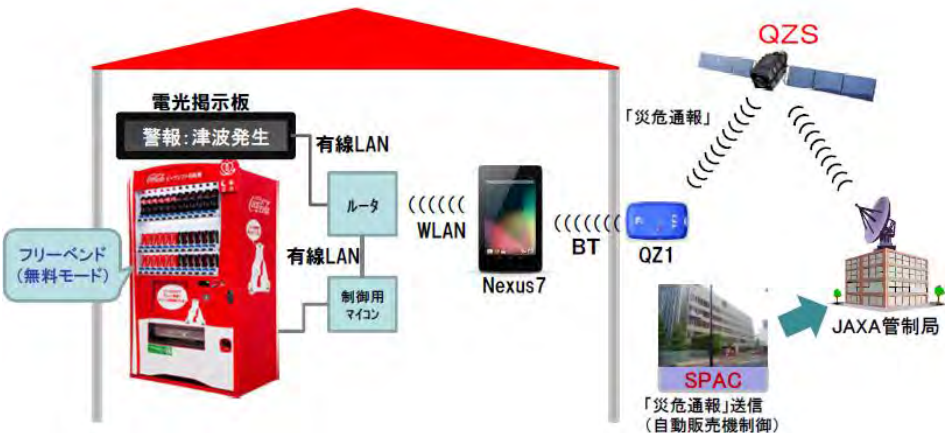 QZS
電光掲示板
警報:津波発生
「災危通報」
有線LAN
ルータ
WLAN
BT
QZ1
Nexus7
フリーベンド
(無料モード)
有線LAN
制御用
マイコン
JAXA管制局
SPAC
「災危通報」送信
(自動販売機制御)